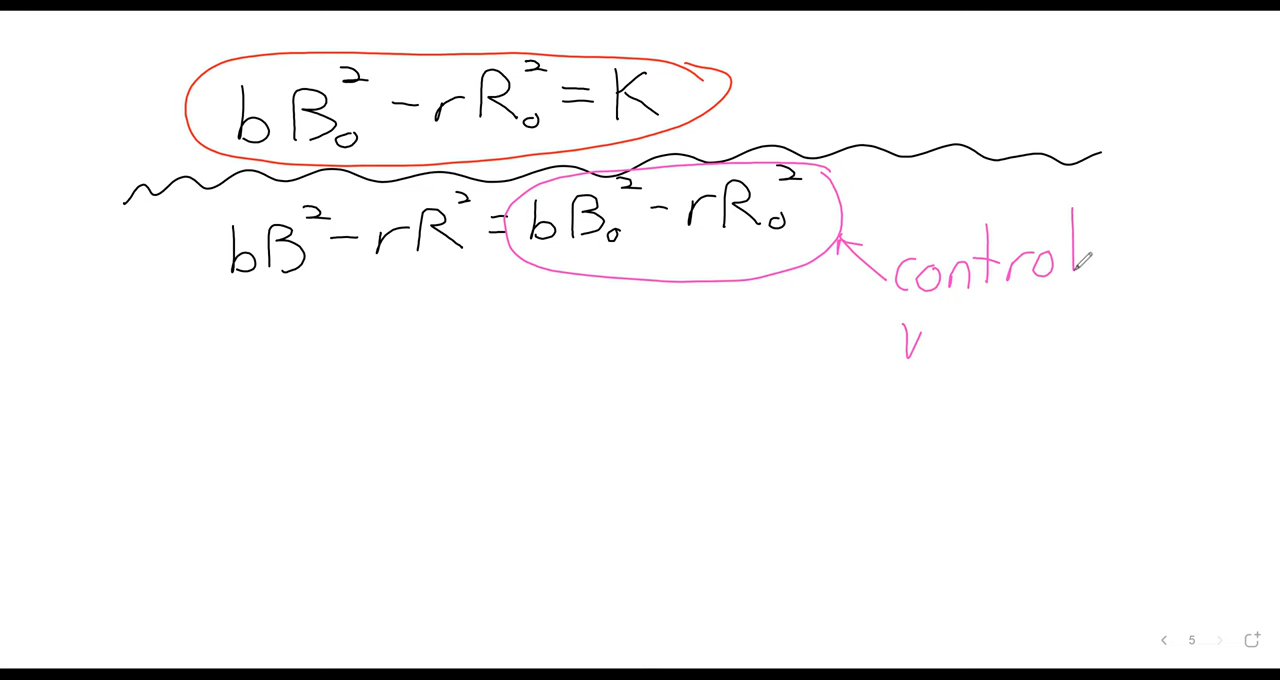 bB₀² - rR₀² = K
bB² - rR² = bB₀² - rR₀²
control
v
5